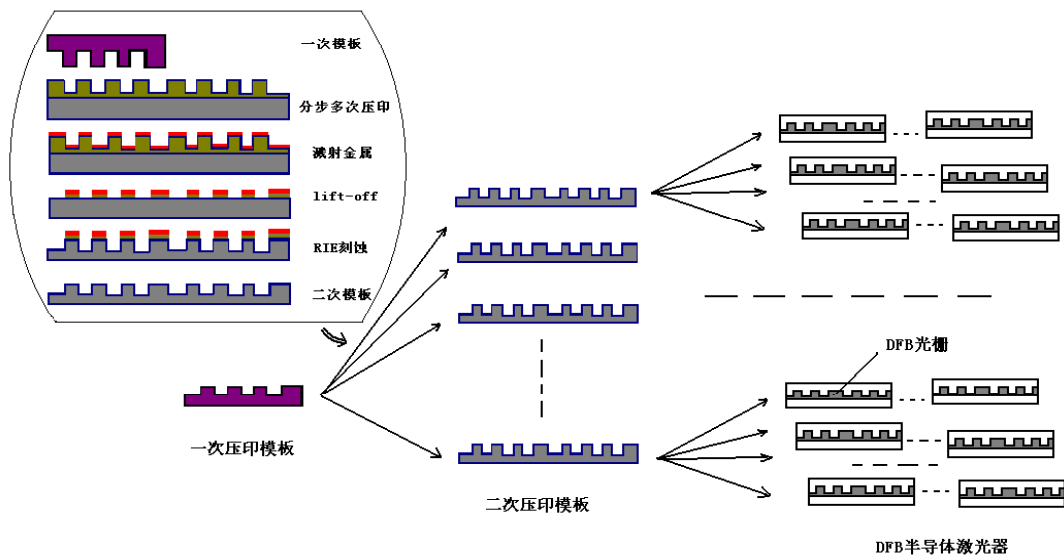 一次模板
分步多次压印
溅射金属
lift-off
RIE刻蚀
二次模板
DFB光栅
一次压印模板
二次压印模板
DFB半导体激光器